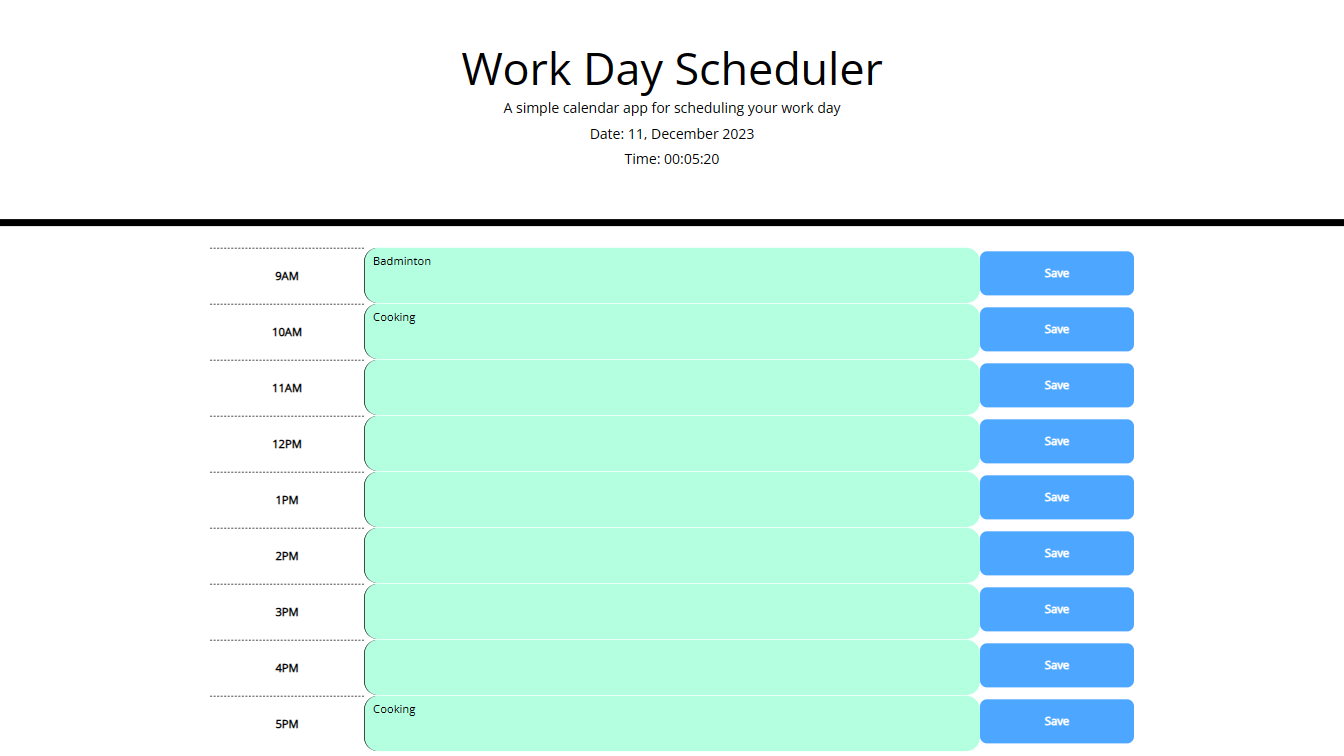 Work Day Scheduler
A simple calendar app for scheduling your work day
Date: 11, December 2023
Time: 00:05:20
9AM Badminton Save
10AM Cooking Save
11AM Save
12PM Save
1PM Save
2PM Save
3PM Save
4PM Save
5PM Cooking Save